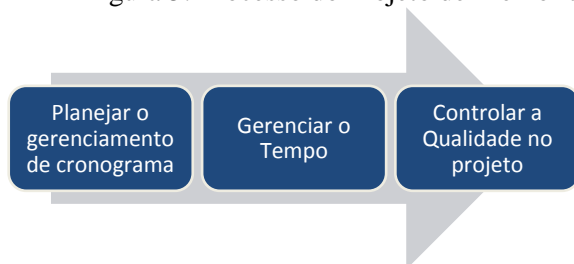 Planejar o
gerenciamento
de cronograma
Gerenciar o
Tempo
Controlar a
Qualidade no
projeto